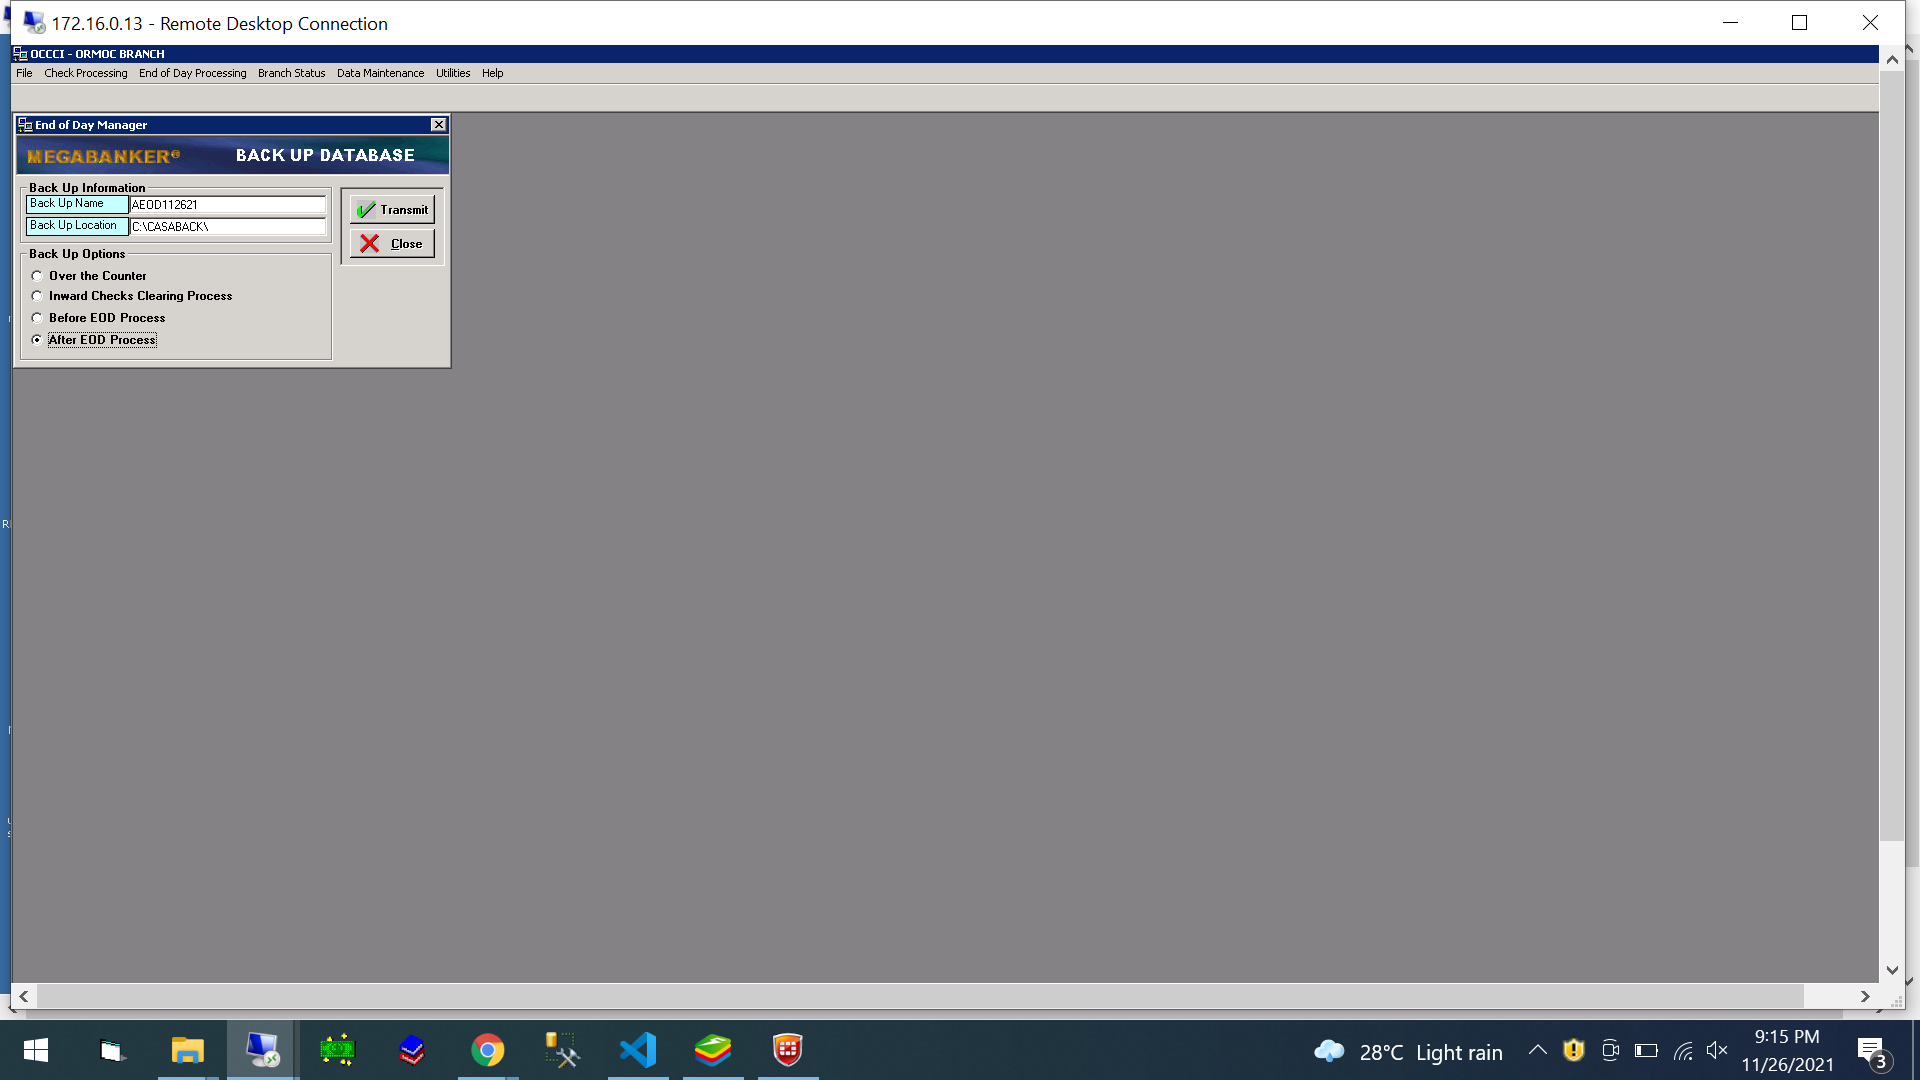 172.16.0.13 - Remote Desktop Connection
OCCCI - ORMOC BRANCH
File Check Processing End of Day Processing Branch Status Data Maintenance Utilities Help
End of Day Manager
MEGABANKER® BACK UP DATABASE
Back Up Information
Back Up Name AEOD112621
Back Up Location C:\CASABACK\
Transmit
Close
Back Up Options
Over the Counter
Inward Checks Clearing Process
Before EOD Process
After EOD Process
28°C Light rain
9:15 PM
11/26/2021
3